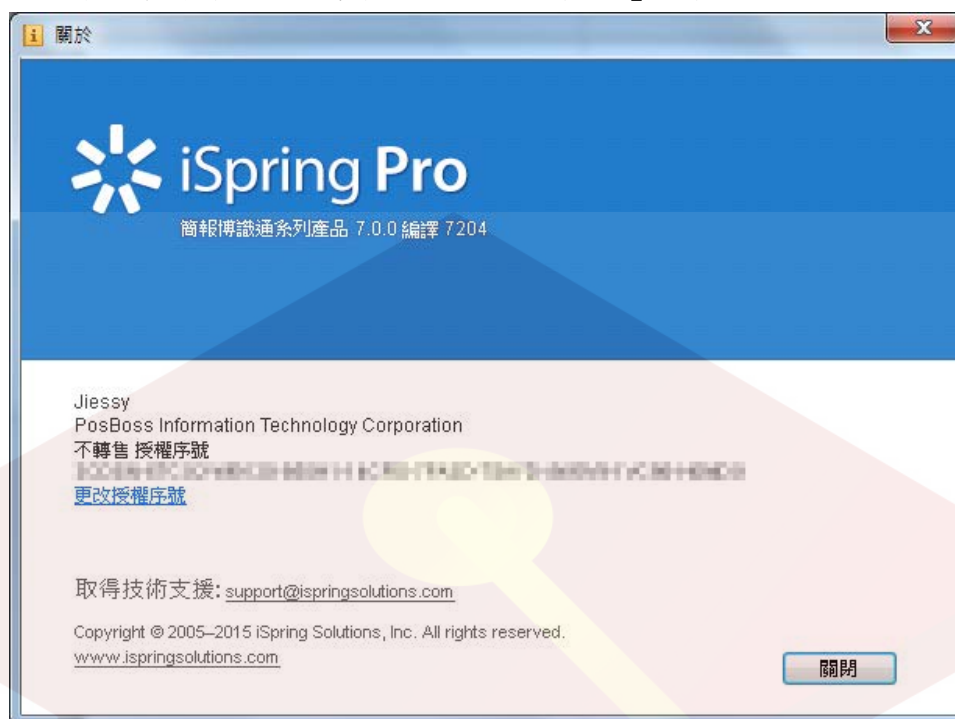 關於
iSpring Pro
簡報博識通系列產品 7.0.0 編譯 7204
Jiessy
PosBoss Information Technology Corporation
不轉售 授權序號
更改授權序號
取得技術支援: support@ispringsolutions.com
Copyright © 2005–2015 iSpring Solutions, Inc. All rights reserved.
www.ispringsolutions.com
關閉